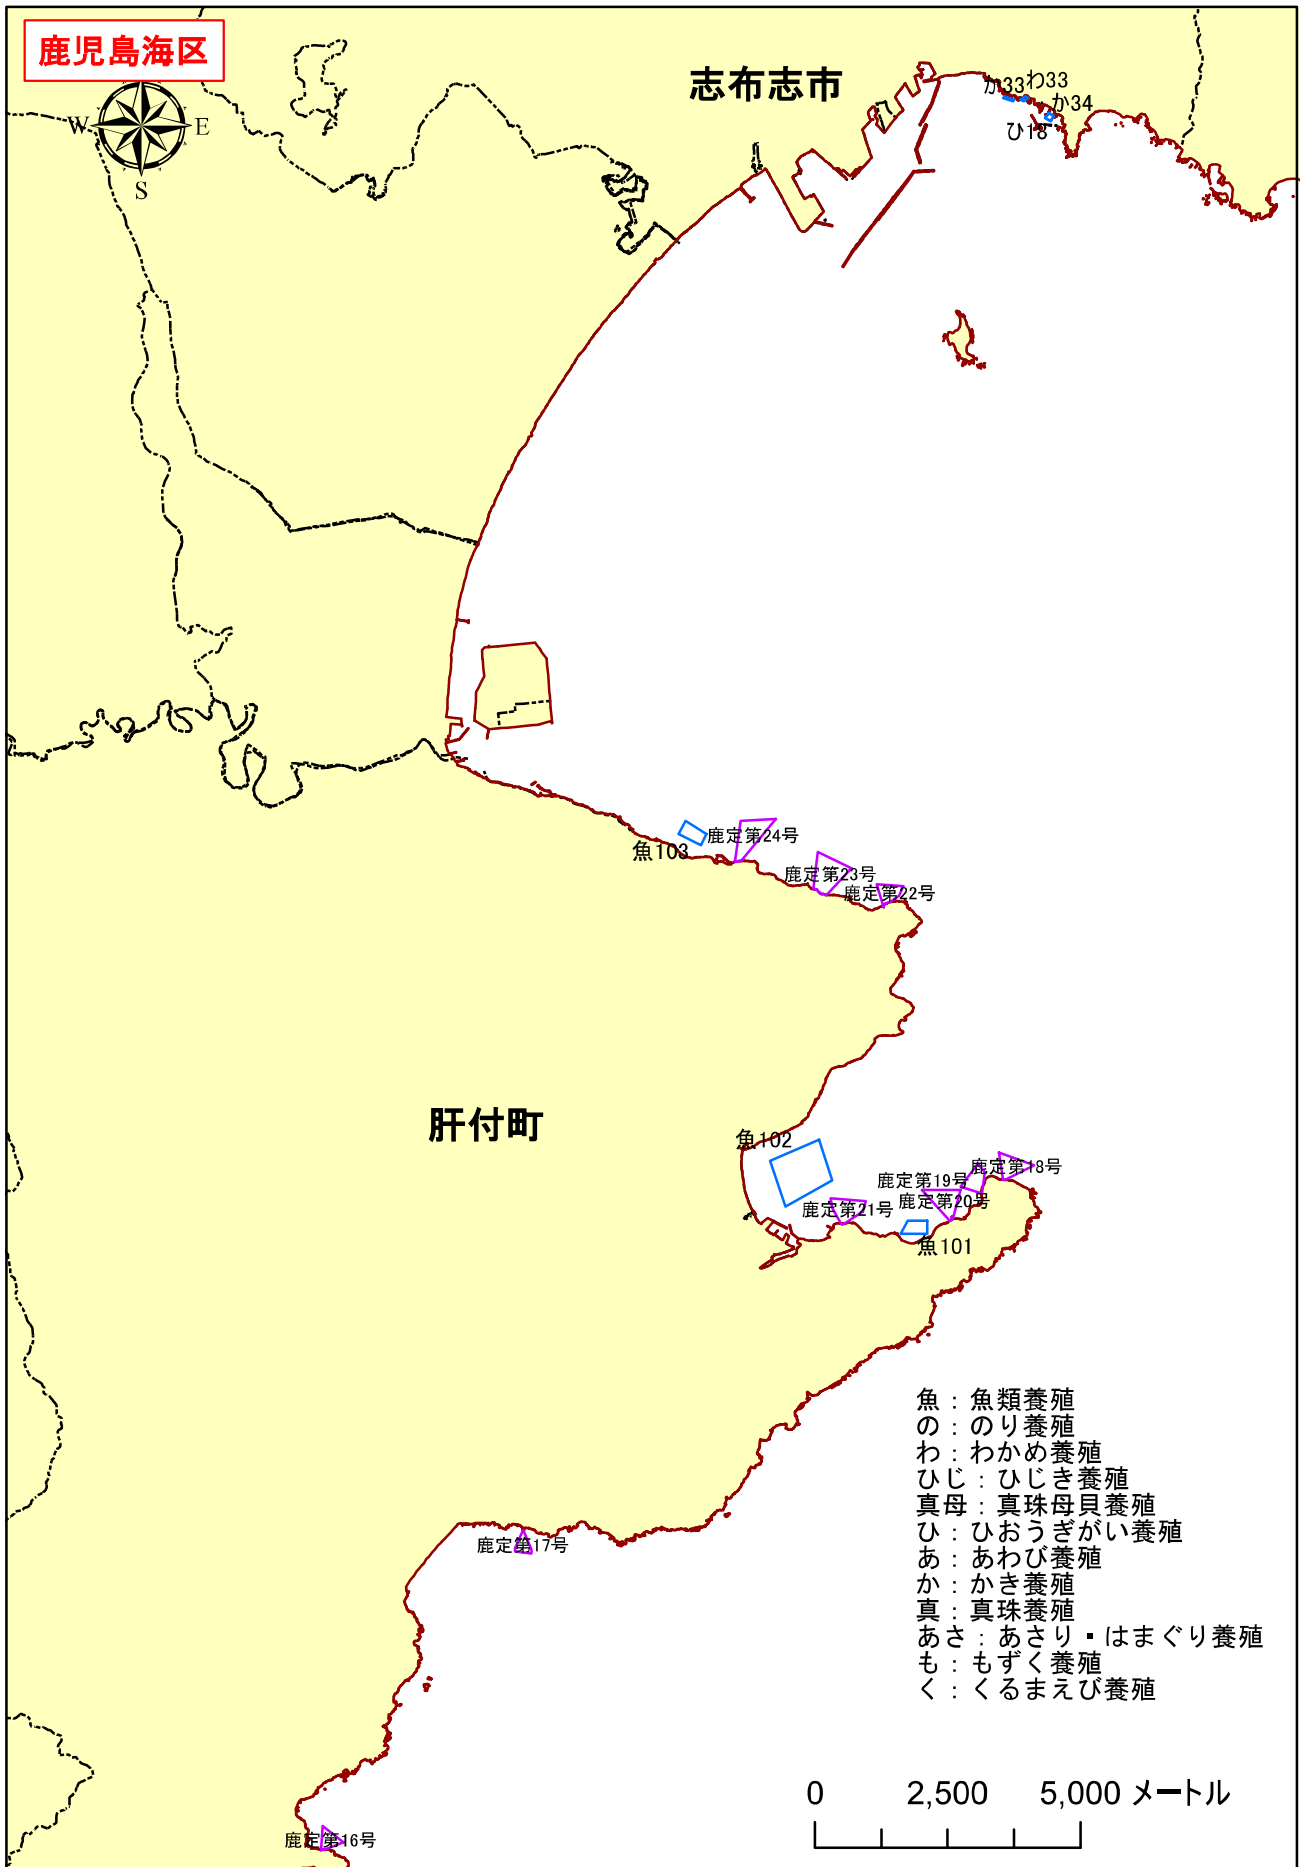 鹿児島海区
W E
S
志布志市
か33
わ33
か34
ひ18
魚103
鹿定第24号
鹿定第23号
鹿定第22号
肝付町
魚102
鹿定第18号
鹿定第19号
鹿定第20号
鹿定第21号
魚101
魚：魚類養殖
の：のり養殖
わ：わかめ養殖
ひじ：ひじき養殖
真母：真珠母貝養殖
ひ：ひおうぎがい養殖
あ：あわび養殖
か：かき養殖
真：真珠養殖
あさ：あさり・はまぐり養殖
も：もずく養殖
く：くるまえび養殖
鹿定第17号
0 2,500 5,000 メートル
鹿定第16号